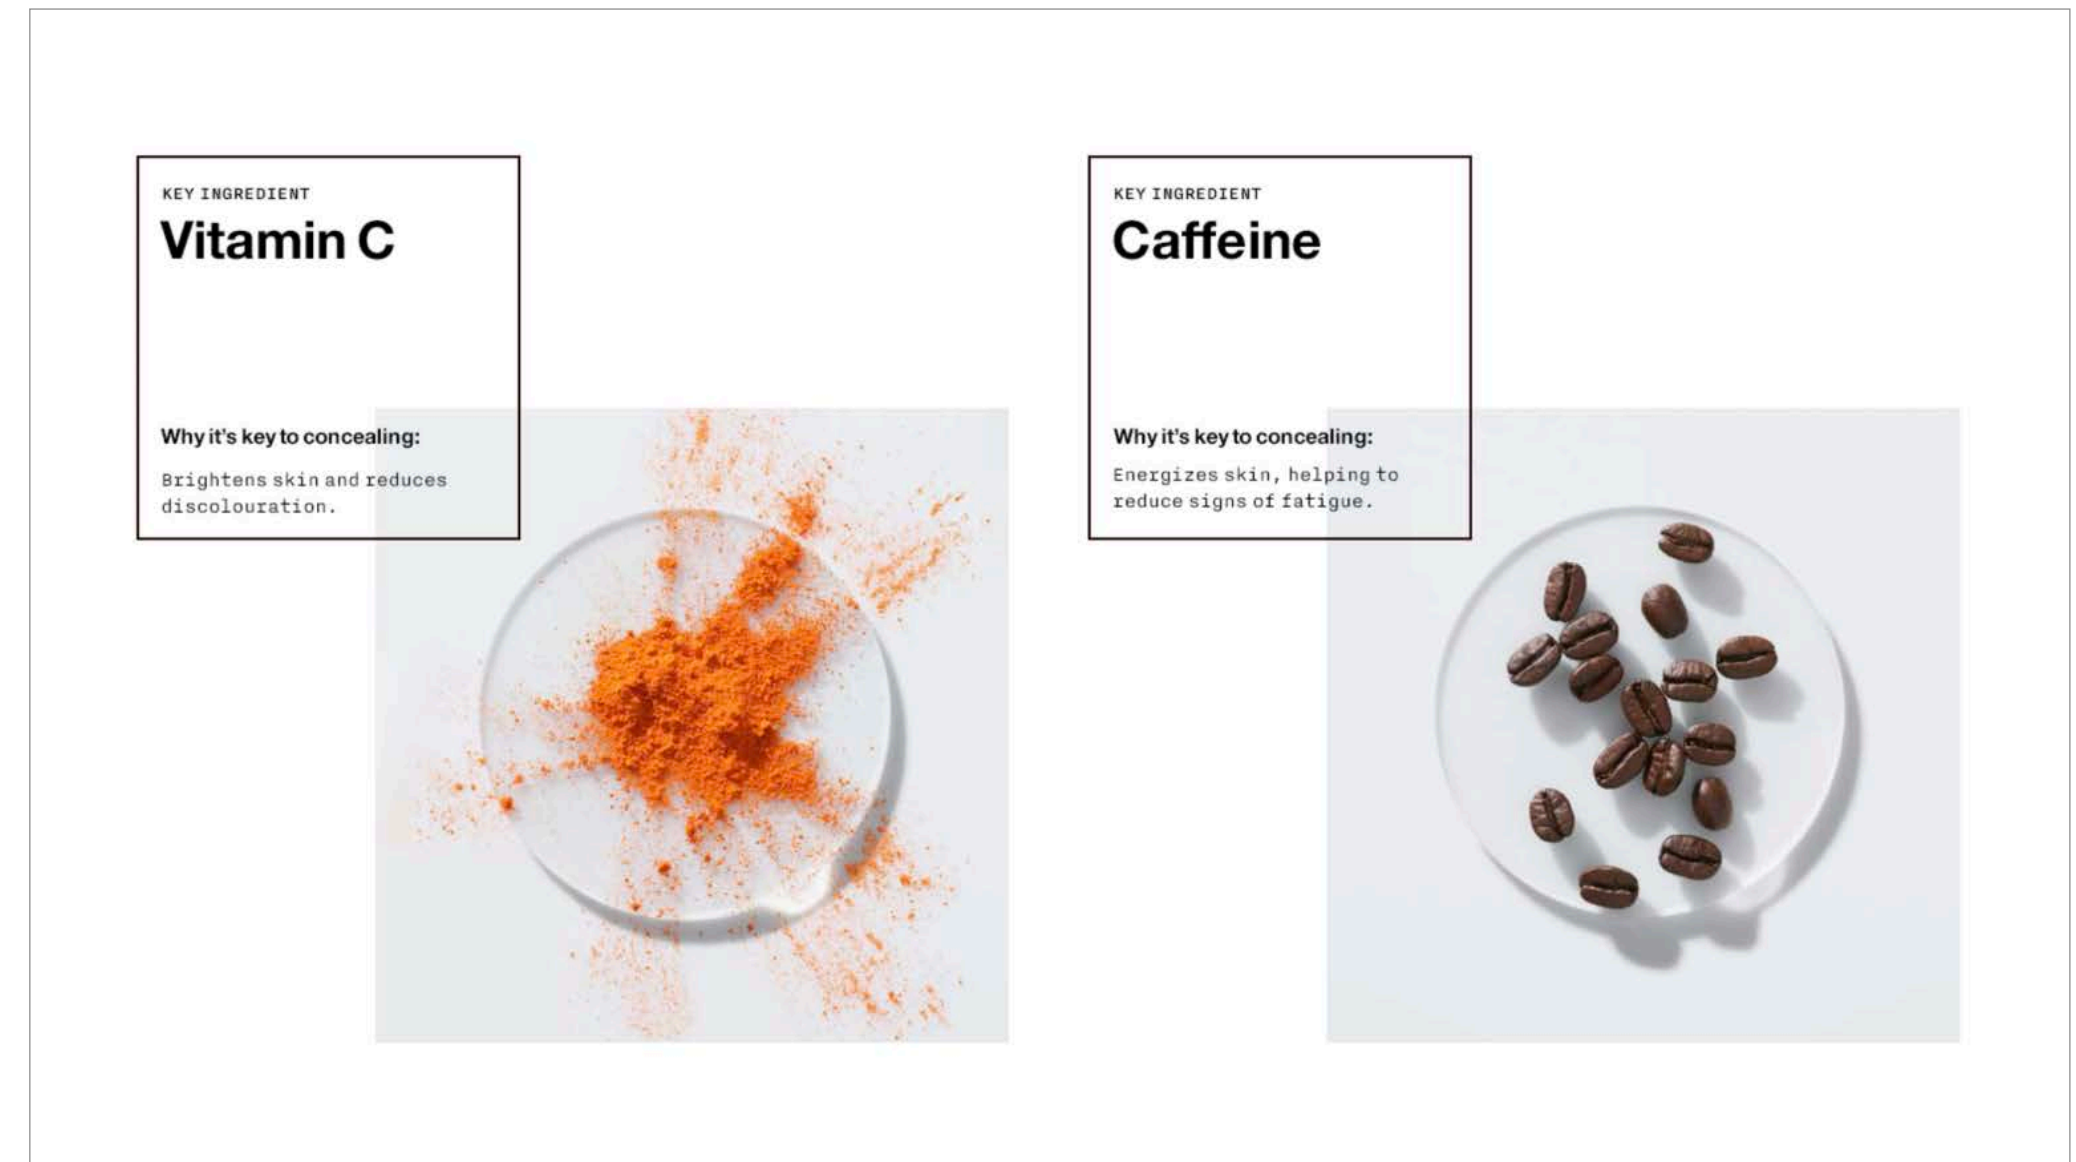 KEY INGREDIENT
Vitamin C
Why it's key to concealing:
Brightens skin and reduces
discolouration.
KEY INGREDIENT
Caffeine
Why it's key to concealing:
Energizes skin, helping to
reduce signs of fatigue.